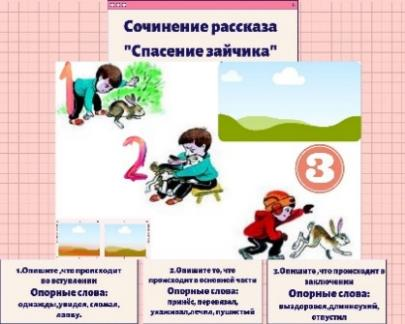 Сочинение рассказа
"Спасение зайчика"
1
2
3
1.Опишите ,что происходит
во вступлении
Опорные слова:
однажды,увидел, сломал,
лапку.
2.Опишите то, что
происходит в основной части
Опорные слова:
принёс, перевязал,
ухаживал,лечил, пушистый
3.Опишите ,что происходит в
заключении
Опорные слова:
выздоровел,длинноухий,
отпустил